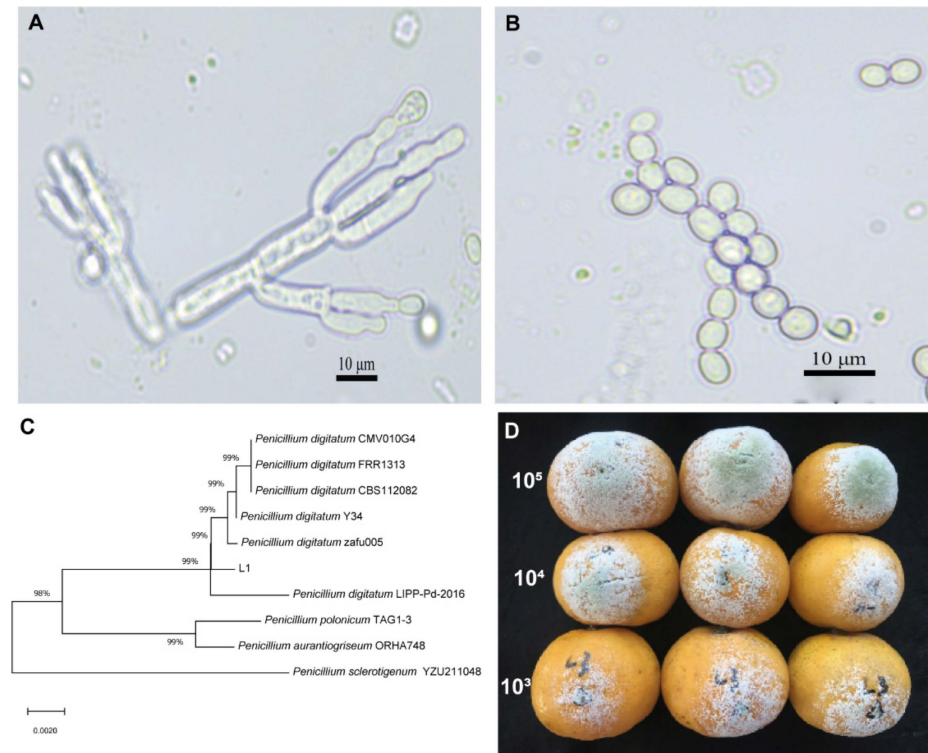 A
10 μm
B
10 μm
C
Penicillium digitatum CMV010G4
99%
Penicillium digitatum FRR1313
99%
Penicillium digitatum CBS112082
99%
Penicillium digitatum Y34
99%
Penicillium digitatum zafu005
99%
L1
98%
Penicillium digitatum LIPP-Pd-2016
Penicillium polonicum TAG1-3
99%
Penicillium aurantiogriseum ORHA748
Penicillium sclerotigenum YZU211048
0.0020
D
10⁵
10⁴
10³